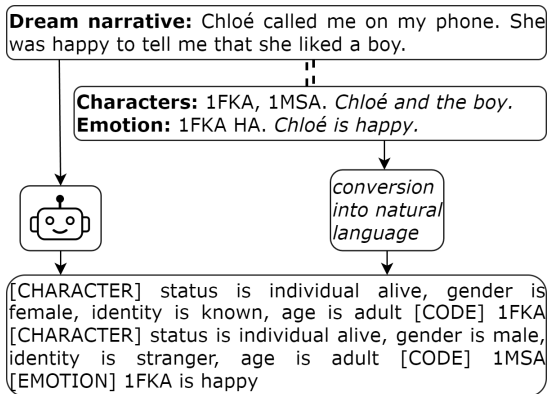 Dream narrative: Chloé called me on my phone. She
was happy to tell me that she liked a boy.
Characters: 1FKA, 1MSA. Chloé and the boy.
Emotion: 1FKA HA. Chloé is happy.
conversion
into natural
language
[CHARACTER] status is individual alive, gender is
female, identity is known, age is adult [CODE] 1FKA
[CHARACTER] status is individual alive, gender is male,
identity is stranger, age is adult [CODE] 1MSA
[EMOTION] 1FKA is happy